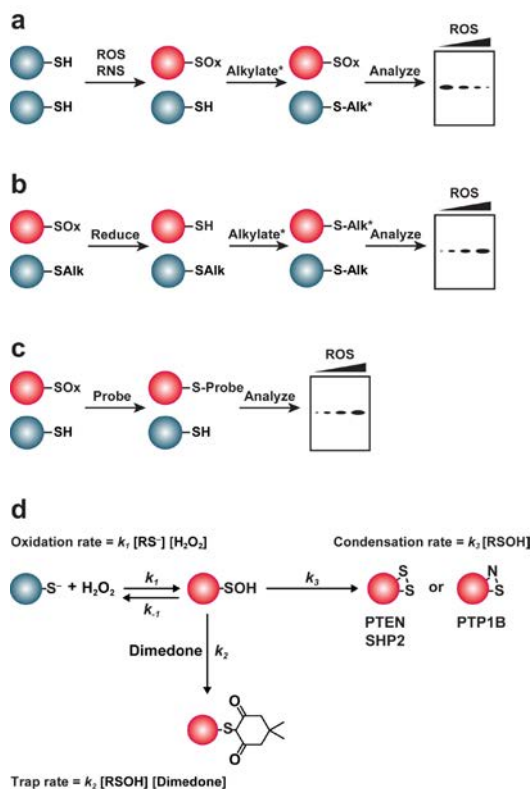 a
SH
SH
ROS
RNS
SOx
SH
Alkylate*
SOx
S-Alk*
Analyze
ROS
b
SOx
SAlk
Reduce
SH
SAlk
Alkylate*
S-Alk*
S-Alk
Analyze
ROS
c
SOx
SH
Probe
S-Probe
SH
Analyze
ROS
d
Oxidation rate = k₁ [RS⁻] [H₂O₂]
Condensation rate = k₃ [RSOH]
S⁻ + H₂O₂
k₁
k₋₁
SOH
k₃
S
S
or
N
S
PTEN
SHP2
PTP1B
Dimedone
k₂
O
S
O
Trap rate = k₂ [RSOH] [Dimedone]